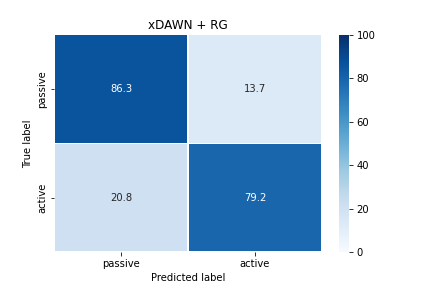 xDAWN + RG
100
passive
86.3
13.7
80
60
True label
40
active
20.8
79.2
20
0
passive
active
Predicted label